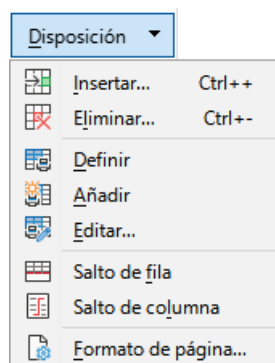 Disposición
Insertar... Ctrl++
Eliminar... Ctrl+-
Definir
Añadir
Editar...
Salto de fila
Salto de columna
Formato de página...